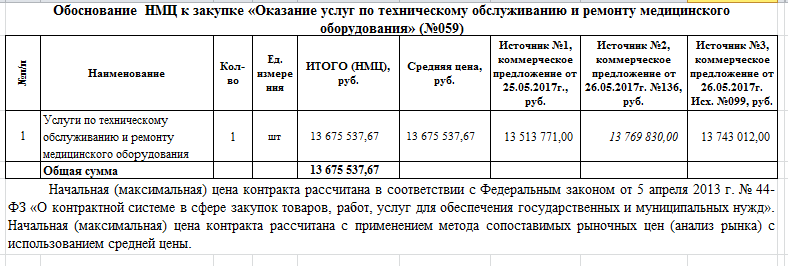 Обоснование НМЦ к закупке «Оказание услуг по техническому обслуживанию и ремонту медицинского
оборудования» (№059)
№п/п
Наименование
Кол-
во
Ед.
измере
ния
ИТОГО (НМЦ),
руб.
Средняя цена,
руб.
Источник №1,
коммерческое
предложение от
25.05.2017г.,
руб.
Источник №2,
коммерческое
предложение от
26.05.2017г. №136,
руб.
Источник №3,
коммерческое
предложение от
26.05.2017г.
Исх. №099, руб.
1
Услуги по техническому
обслуживанию и ремонту
медицинского оборудования
1
шт
13 675 537,67
13 675 537,67
13 513 771,00
13 769 830,00
13 743 012,00
Общая сумма
13 675 537,67
Начальная (максимальная) цена контракта рассчитана в соответствии с Федеральным законом от 5 апреля 2013 г. № 44-
ФЗ «О контрактной системе в сфере закупок товаров, работ, услуг для обеспечения государственных и муниципальных нужд».
Начальная (максимальная) цена контракта рассчитана с применением метода сопоставимых рыночных цен (анализ рынка) с
использованием средней цены.